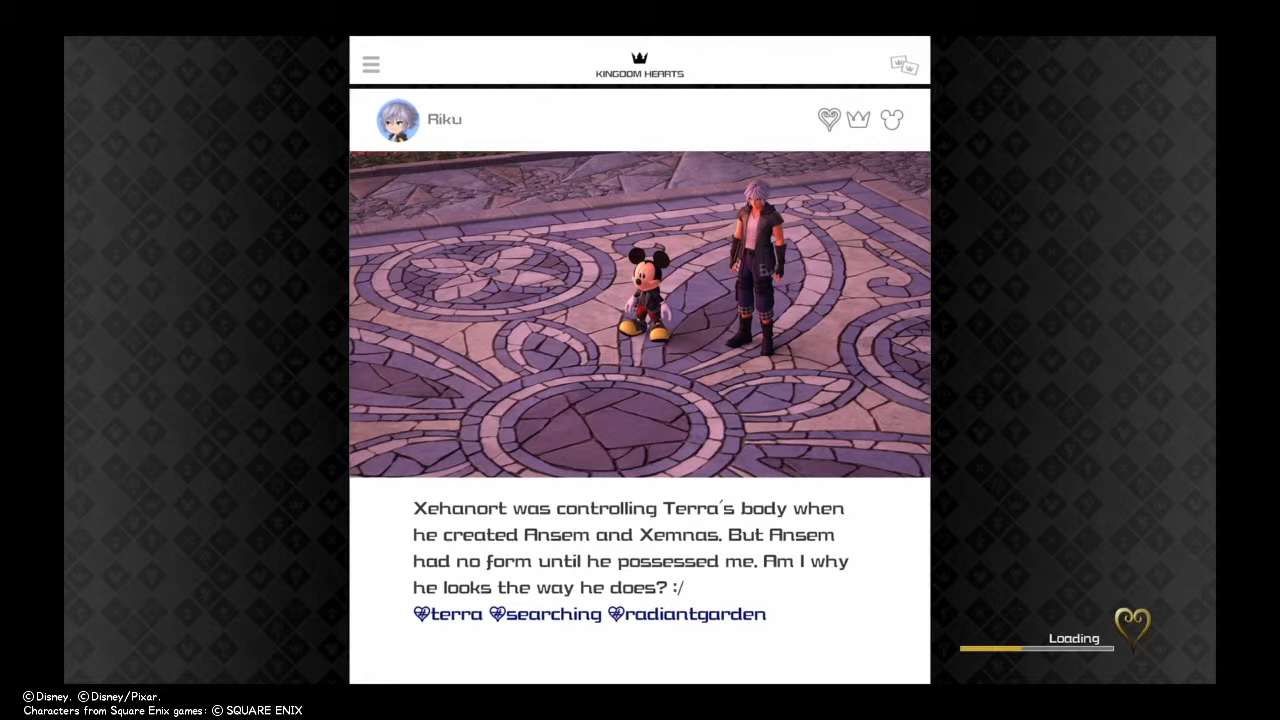 KINGDOM HEARTS
Riku
Xehanort was controlling Terra's body when
he created Ansem and Xemnas. But Ansem
had no form until he possessed me. Am I why
he looks the way he does? :/
#terra #searching #radiantgarden
Loading
©Disney. ©Disney/Pixar.
Characters from Square Enix games: © SQUARE ENIX